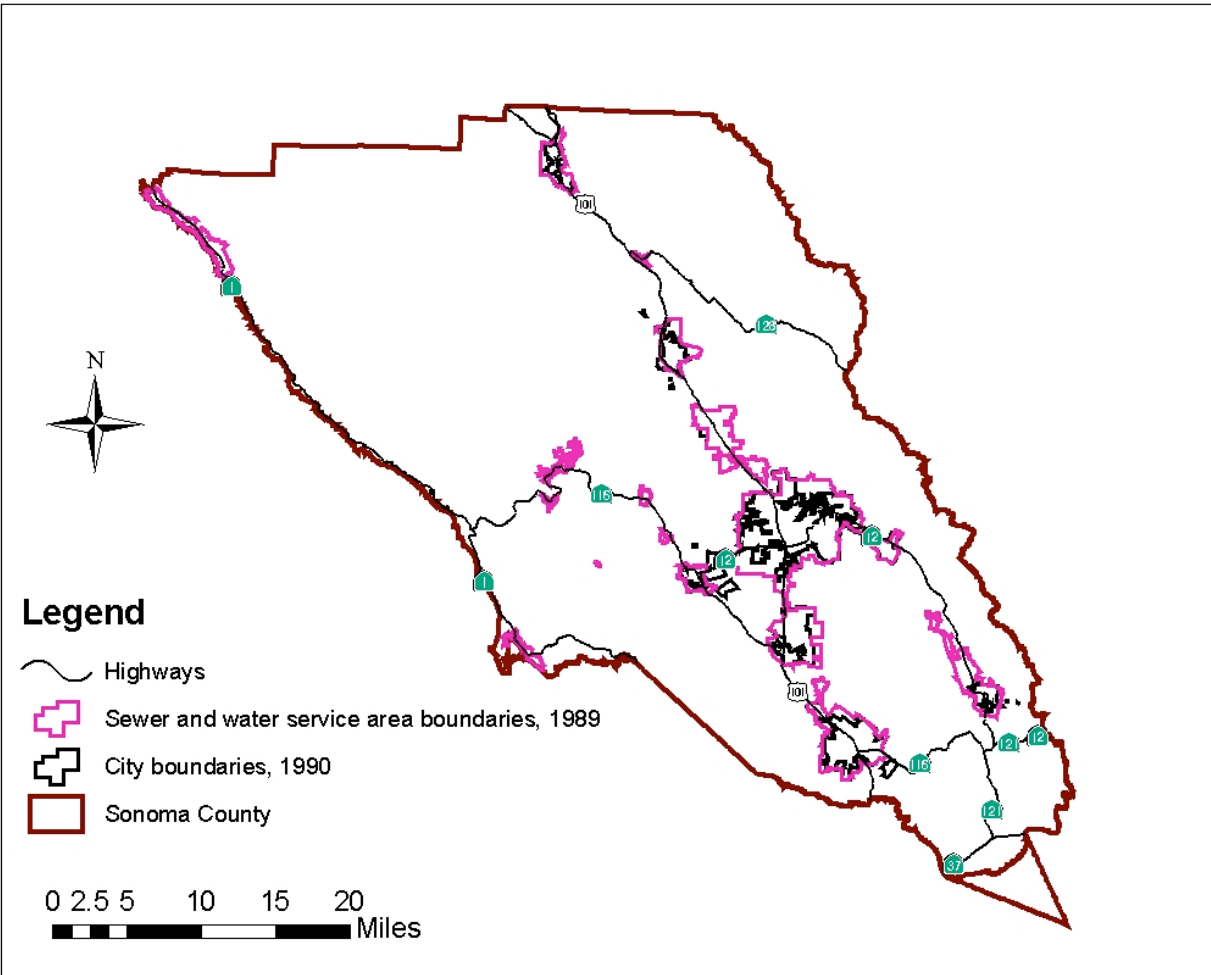 101
1
128
N
116
12
12
1
Legend
Highways
101
Sewer and water service area boundaries, 1989
121
12
City boundaries, 1990
116
Sonoma County
121
37
0 2.5 5 10 15 20
Miles